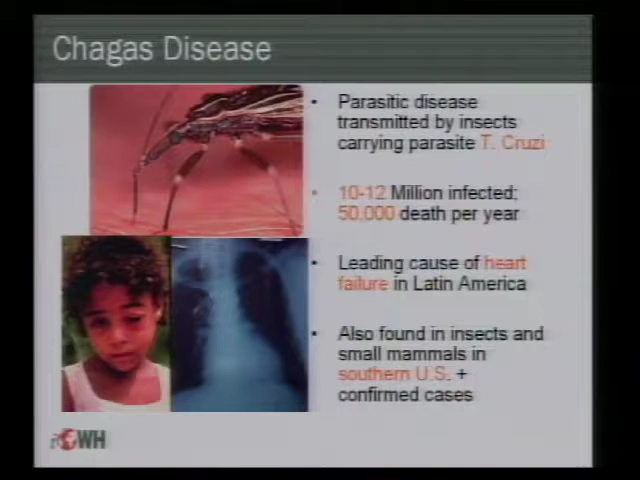 Chagas Disease
• Parasitic disease
transmitted by insects
carrying parasite T. Cruzi
• 10-12 Million infected;
50,000 death per year
• Leading cause of heart
failure in Latin America
• Also found in insects and
small mammals in
southern U.S. +
confirmed cases
WH